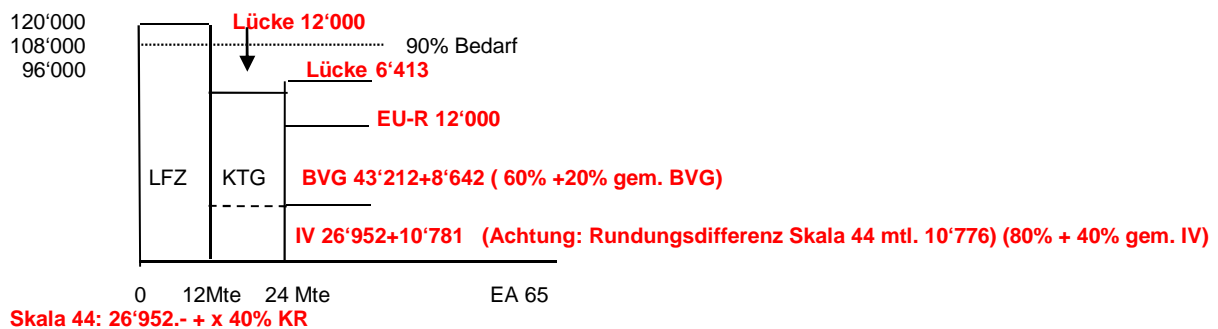 120‘000 Lücke 12‘000
108‘000 90% Bedarf
96‘000 Lücke 6‘413
EU-R 12‘000
LFZ KTG BVG 43‘212+8‘642 ( 60% +20% gem. BVG)
IV 26‘952+10‘781 (Achtung: Rundungsdifferenz Skala 44 mtl. 10‘776) (80% + 40% gem. IV)
0 12Mte 24 Mte EA 65
Skala 44: 26‘952.- + x 40% KR